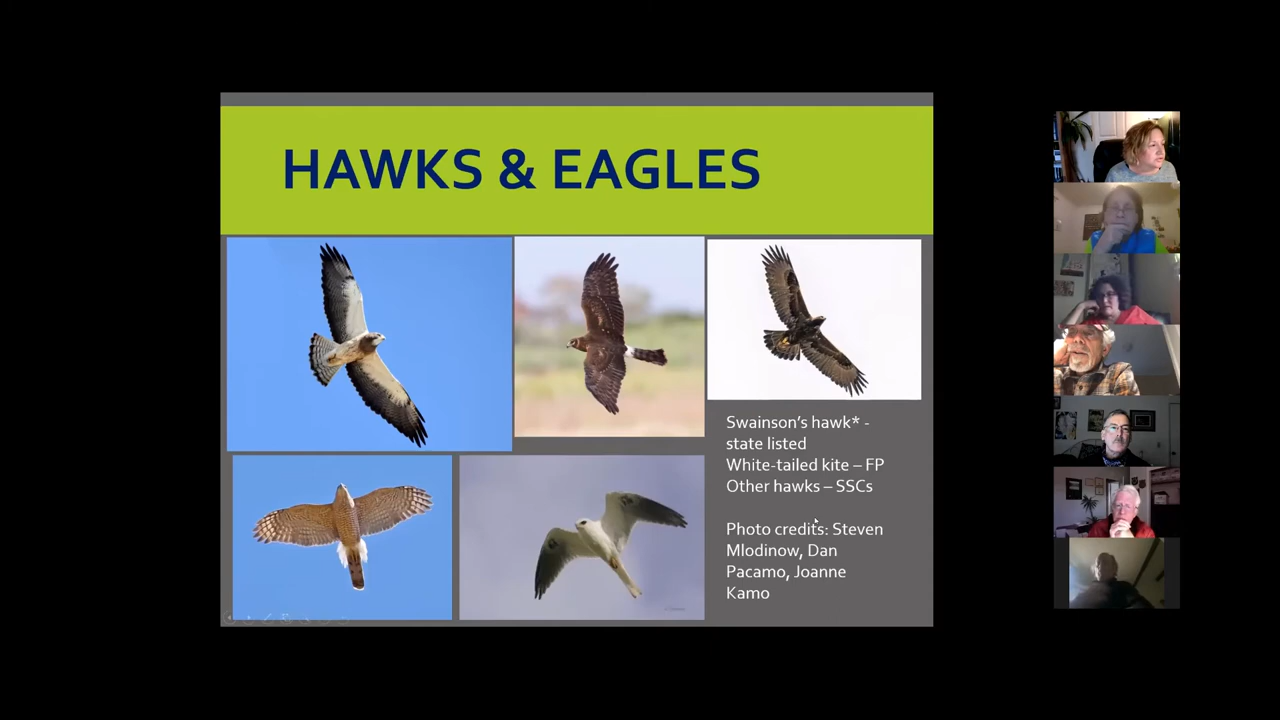 HAWKS & EAGLES
Swainson's hawk* -
state listed
White-tailed kite – FP
Other hawks – SSCs
Photo credits: Steven
Mlodinow, Dan
Pacamo, Joanne
Kamo